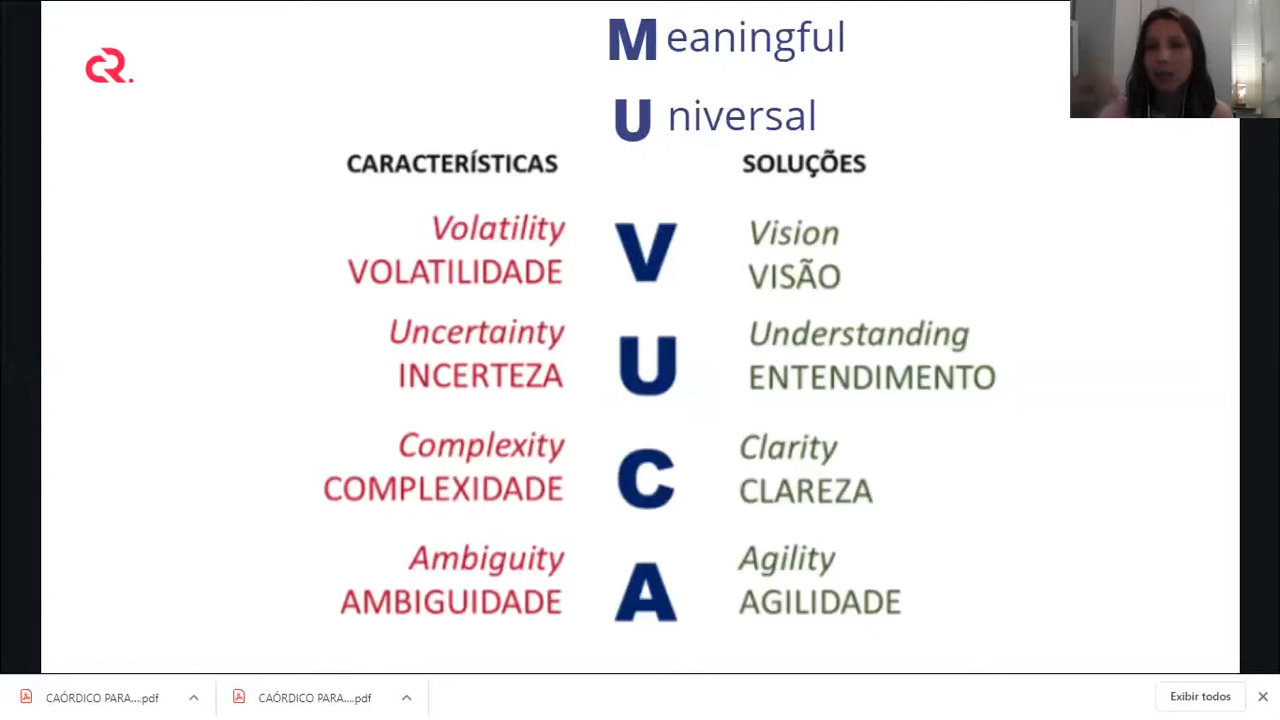 Meaningful
Universal
CR.
CARACTERÍSTICAS SOLUÇÕES
Volatility V Vision
VOLATILIDADE VISÃO
Uncertainty U Understanding
INCERTEZA ENTENDIMENTO
Complexity C Clarity
COMPLEXIDADE CLAREZA
Ambiguity A Agility
AMBIGUIDADE AGILIDADE
CAÓRDICO PARA....pdf CAÓRDICO PARA....pdf Exibir todos